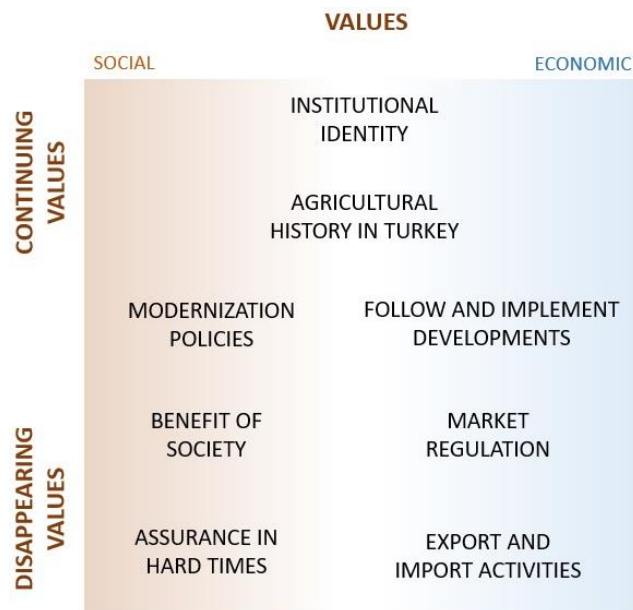 VALUES
SOCIAL
ECONOMIC
CONTINUING
VALUES
INSTITUTIONAL
IDENTITY
AGRICULTURAL
HISTORY IN TURKEY
MODERNIZATION
POLICIES
FOLLOW AND IMPLEMENT
DEVELOPMENTS
DISAPPEARING
VALUES
BENEFIT OF
SOCIETY
MARKET
REGULATION
ASSURANCE IN
HARD TIMES
EXPORT AND
IMPORT ACTIVITIES